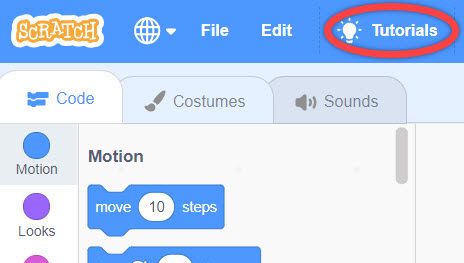 SCRATCH File Edit Tutorials
Code Costumes Sounds
Motion
Motion
move 10 steps
Looks